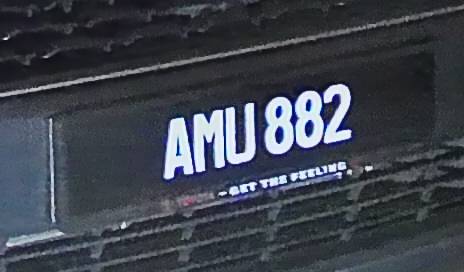 AMU 882
- GET THE FEELING -